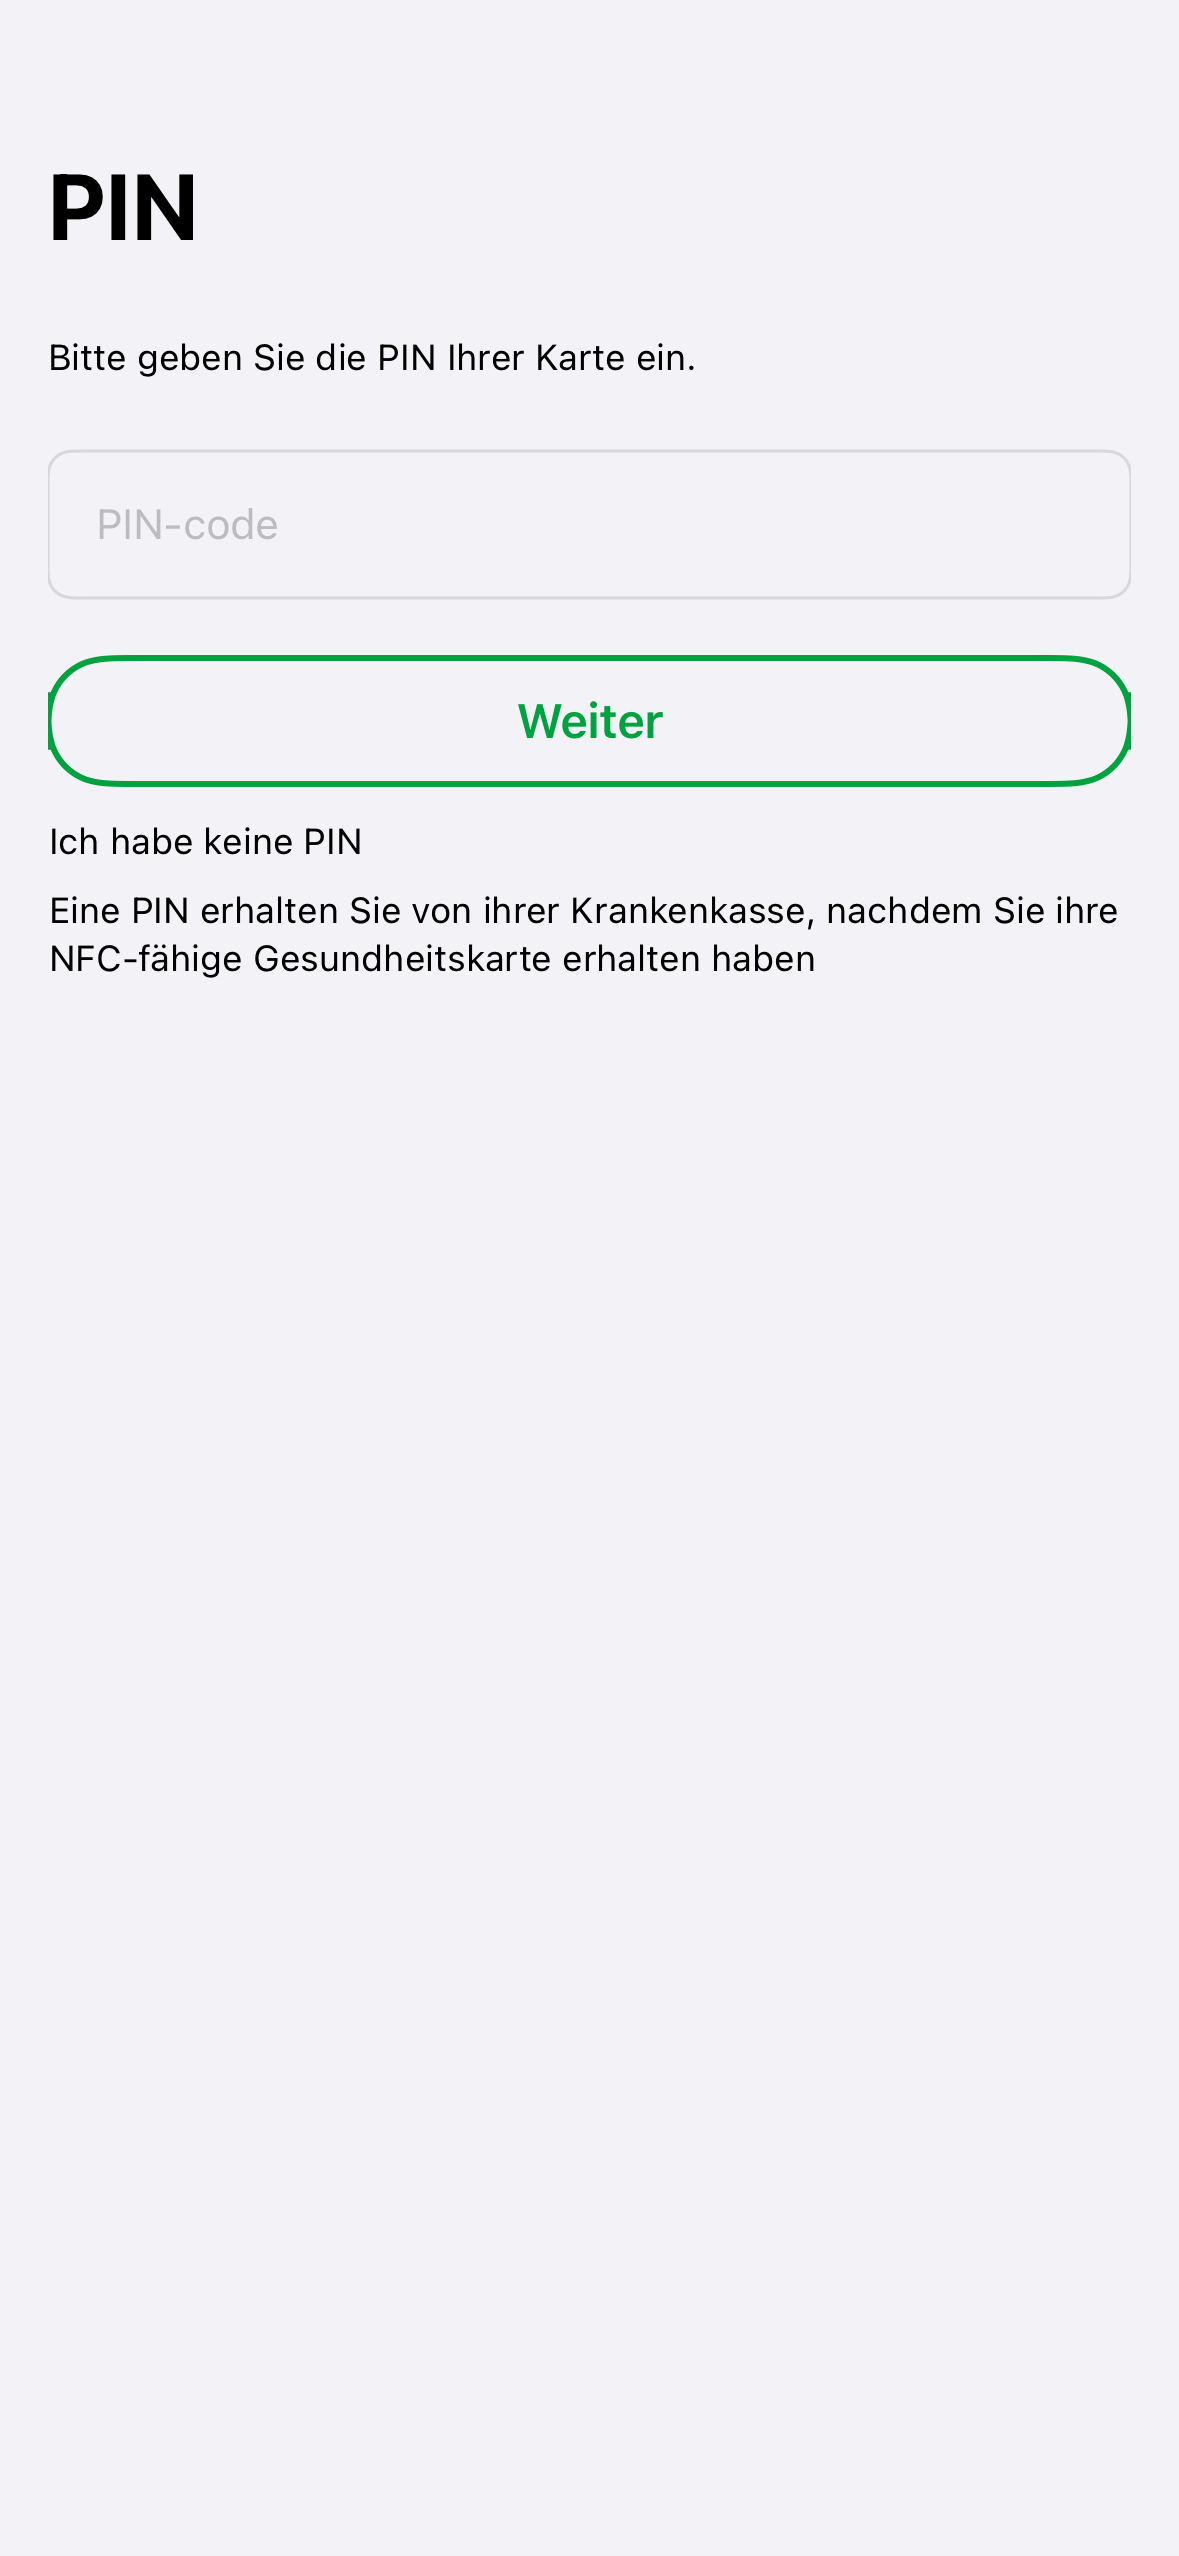 PIN
Bitte geben Sie die PIN Ihrer Karte ein.
PIN-code
Weiter
Ich habe keine PIN
Eine PIN erhalten Sie von ihrer Krankenkasse, nachdem Sie ihre
NFC-fähige Gesundheitskarte erhalten haben